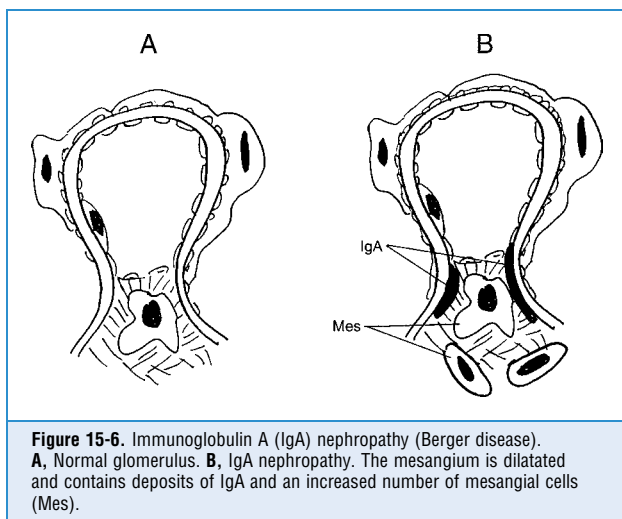 A
B
IgA
Mes
Figure 15-6. Immunoglobulin A (IgA) nephropathy (Berger disease).
A, Normal glomerulus. B, IgA nephropathy. The mesangium is dilatated
and contains deposits of IgA and an increased number of mesangial cells
(Mes).